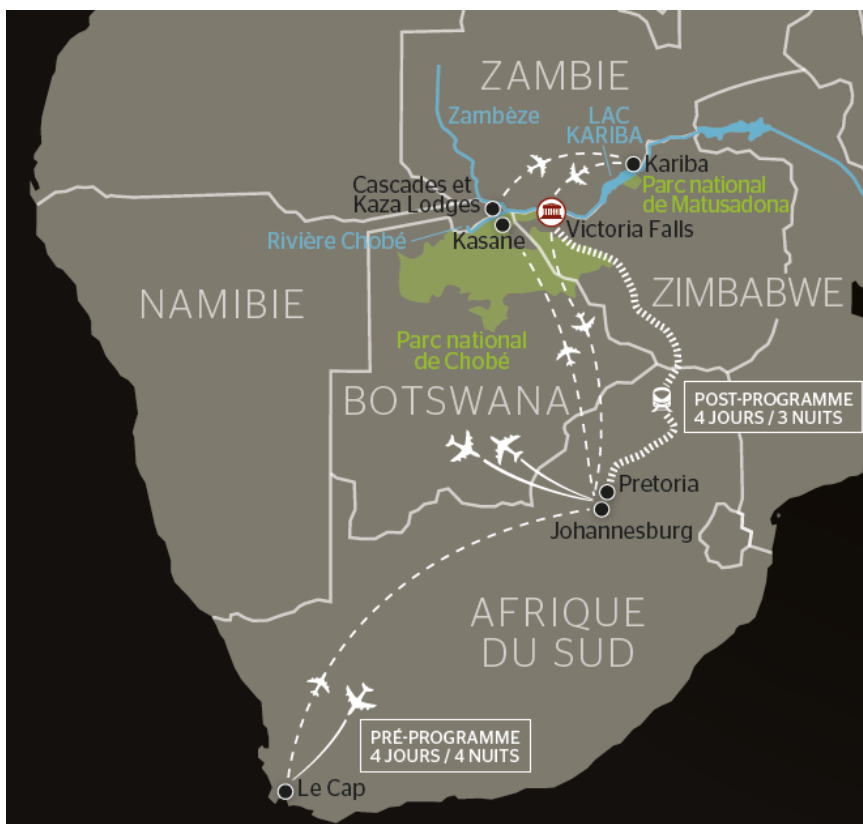 ZAMBIE
Zambèze
LAC
KARIBA
Kariba
Cascades et
Kaza Lodges
Parc national
de Matusadona
Rivière Chobé
Kasane
Victoria Falls
NAMIBIE
ZIMBABWE
Parc national
de Chobé
BOTSWANA
POST-PROGRAMME
4 JOURS / 3 NUITS
Pretoria
Johannesburg
AFRIQUE
DU SUD
PRÉ-PROGRAMME
4 JOURS / 4 NUITS
Le Cap